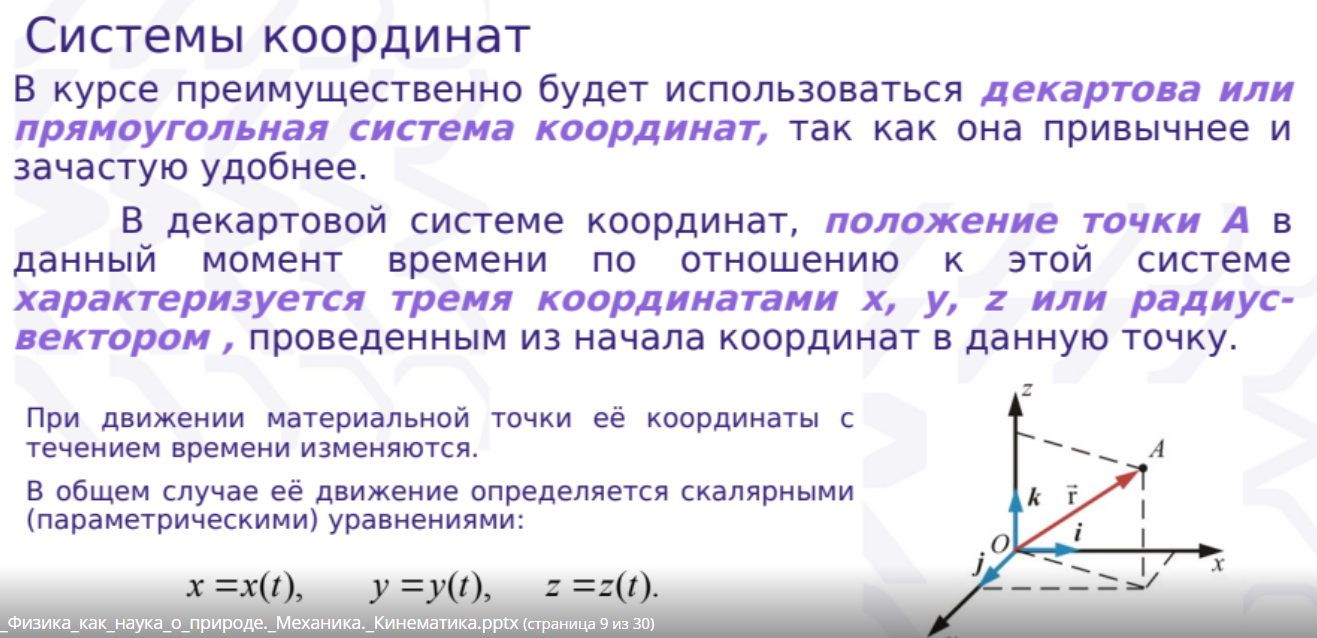 Системы координат
В курсе преимущественно будет использоваться декартова или
прямоугольная система координат, так как она привычнее и
зачастую удобнее.
В декартовой системе координат, положение точки А в
данный момент времени по отношению к этой системе
характеризуется тремя координатами x, y, z или радиус-
вектором , проведенным из начала координат в данную точку.
При движении материальной точки её координаты с
течением времени изменяются.
В общем случае её движение определяется скалярными
(параметрическими) уравнениями:
x =x(t), y =y(t), z =z(t).
z
A
k r⃗
i
O
j
x
_Физика_как_наука_о_природе._Механика._Кинематика.pptx (страница 9 из 30)